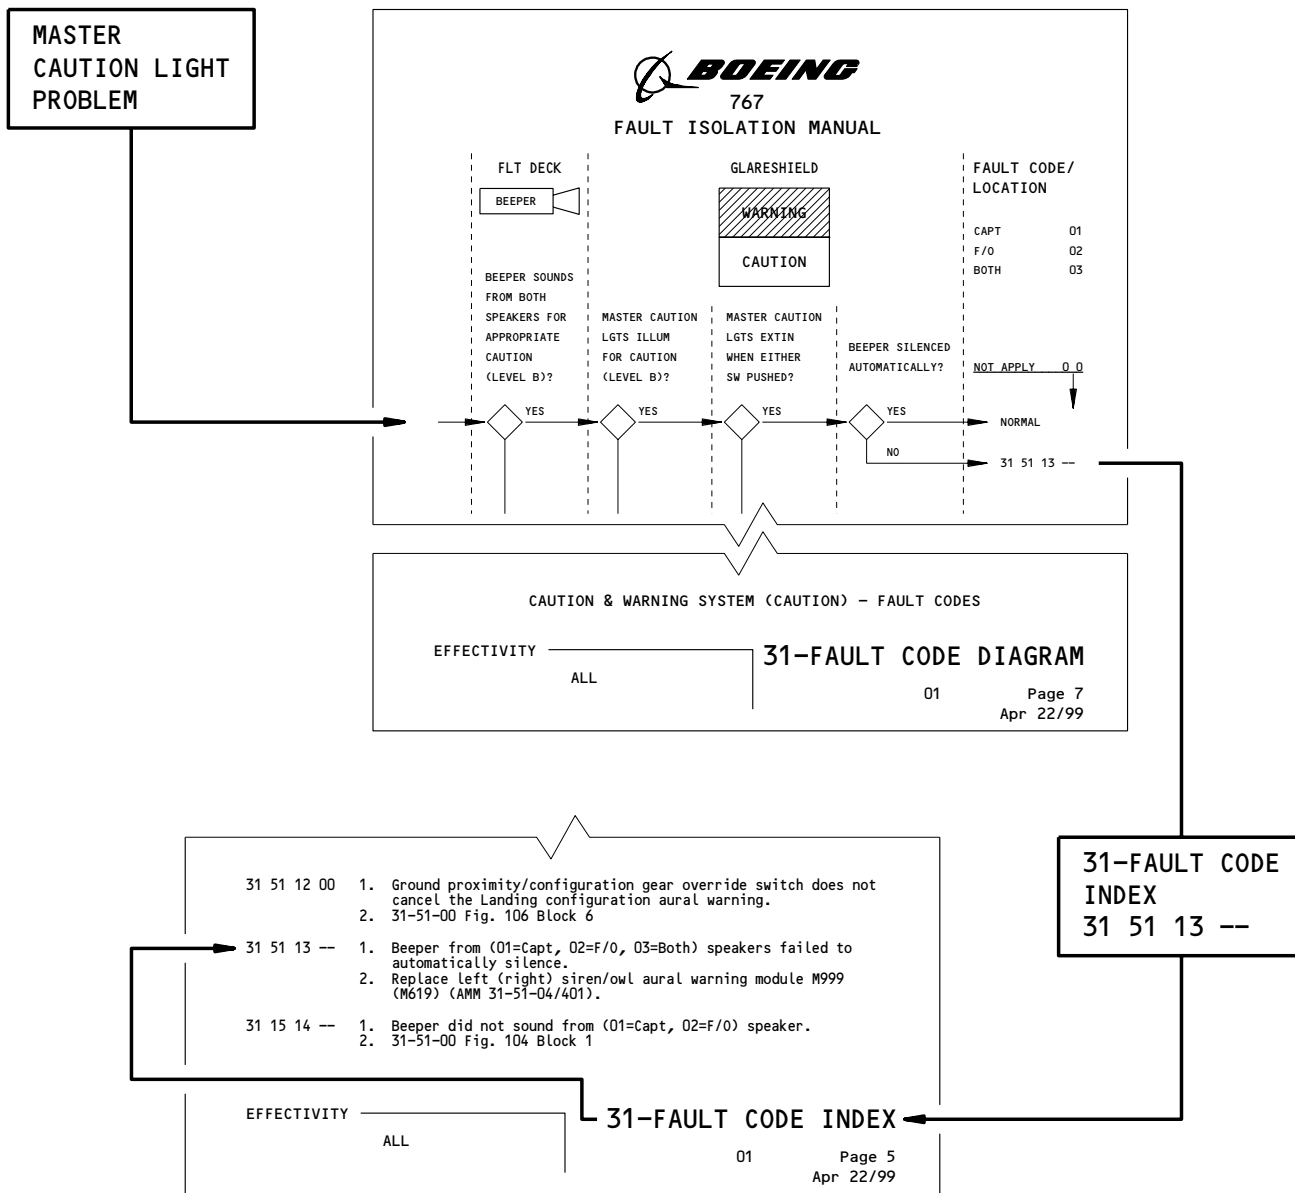 MASTER
CAUTION LIGHT
PROBLEM
BOEING
767
FAULT ISOLATION MANUAL
FLT DECK
BEEPER
BEEPER SOUNDS
FROM BOTH
SPEAKERS FOR
APPROPRIATE
CAUTION
(LEVEL B)?
GLARESHIELD
WARNING
CAUTION
MASTER CAUTION
LGTS ILLUM
FOR CAUTION
(LEVEL B)?
MASTER CAUTION
LGTS EXTIN
WHEN EITHER
SW PUSHED?
BEEPER SILENCED
AUTOMATICALLY?
FAULT CODE/
LOCATION
CAPT 01
F/O 02
BOTH 03
NOT APPLY 0 0
YES YES YES YES NORMAL
NO 31 51 13 --
CAUTION & WARNING SYSTEM (CAUTION) - FAULT CODES
EFFECTIVITY
ALL
31-FAULT CODE DIAGRAM
01 Page 7
Apr 22/99
31-FAULT CODE
INDEX
31 51 13 --
31 51 12 00 1. Ground proximity/configuration gear override switch does not
cancel the Landing configuration aural warning.
2. 31-51-00 Fig. 106 Block 6
31 51 13 -- 1. Beeper from (01=Capt, 02=F/0, 03=Both) speakers failed to
automatically silence.
2. Replace left (right) siren/owl aural warning module M999
(M619) (AMM 31-51-04/401).
31 15 14 -- 1. Beeper did not sound from (01=Capt, 02=F/0) speaker.
2. 31-51-00 Fig. 104 Block 1
EFFECTIVITY
ALL
31-FAULT CODE INDEX
01 Page 5
Apr 22/99